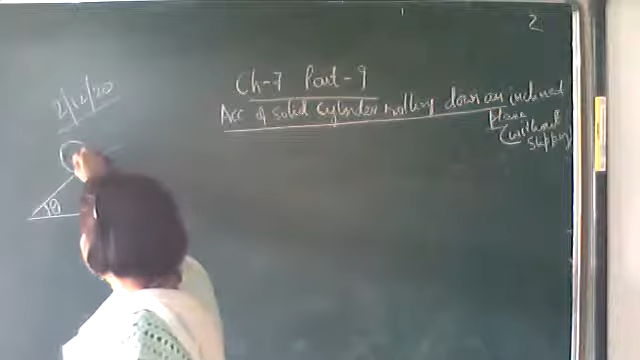 2
2/12/20
Ch-7 Part-9
Acc of solid cylinder rolling down an inclined
Plane
(without
slipping)
θ